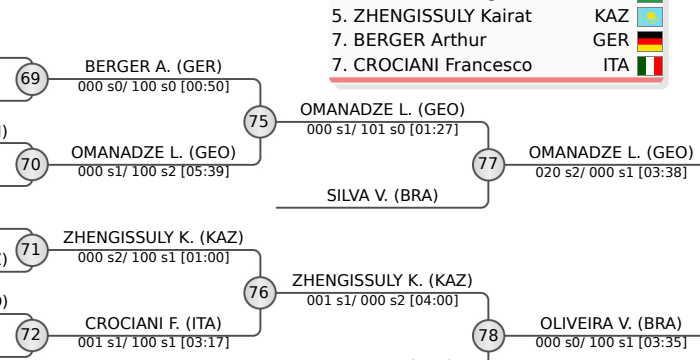 5. ZHENGISSULY Kairat KAZ
7. BERGER Arthur GER
7. CROCIANI Francesco ITA
69
BERGER A. (GER)
000 s0/ 100 s0 [00:50]
75
OMANADZE L. (GEO)
000 s1/ 101 s0 [01:27]
70
OMANADZE L. (GEO)
000 s1/ 100 s2 [05:39]
77
OMANADZE L. (GEO)
020 s2/ 000 s1 [03:38]
SILVA V. (BRA)
71
ZHENGISSULY K. (KAZ)
000 s2/ 100 s1 [01:00]
76
ZHENGISSULY K. (KAZ)
001 s1/ 000 s2 [04:00]
72
CROCIANI F. (ITA)
001 s1/ 100 s1 [03:17]
78
OLIVEIRA V. (BRA)
000 s0/ 100 s1 [03:35]